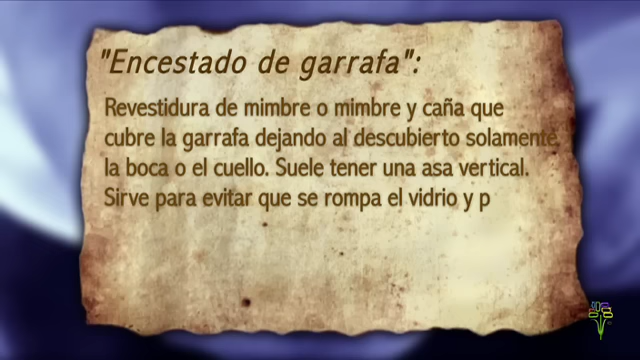 "Encestado de garrafa":
Revestidura de mimbre o mimbre y caña que
cubre la garrafa dejando al descubierto solamente
la boca o el cuello. Suele tener una asa vertical.
Sirve para evitar que se rompa el vidrio y p